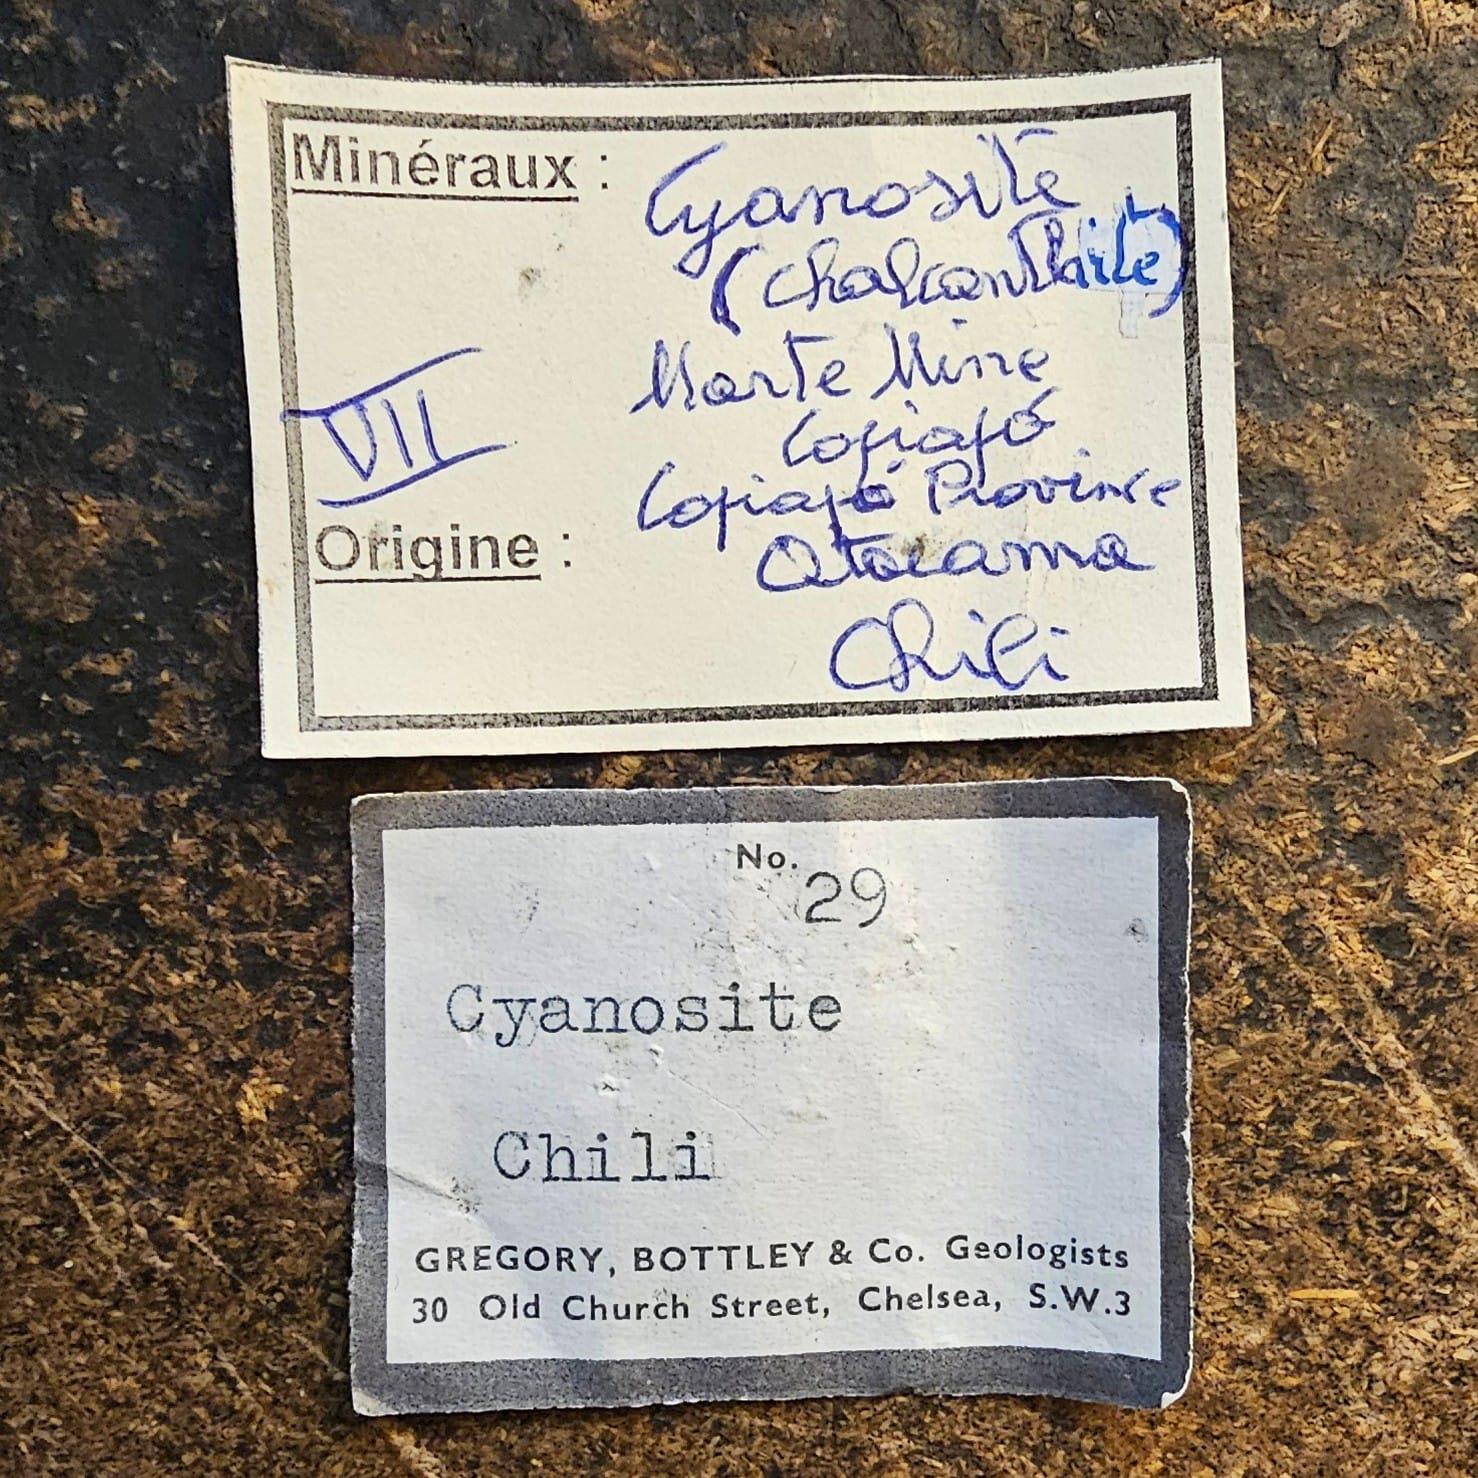 Minéraux : Cyanosite
(Chalcanthite)
Marte Mine
Copiapó
VII
Copiapó Province
Origine :
Atacama
Chili
No. 29
Cyanosite
Chili
GREGORY, BOTTLEY & Co. Geologists
30 Old Church Street, Chelsea, S.W.3